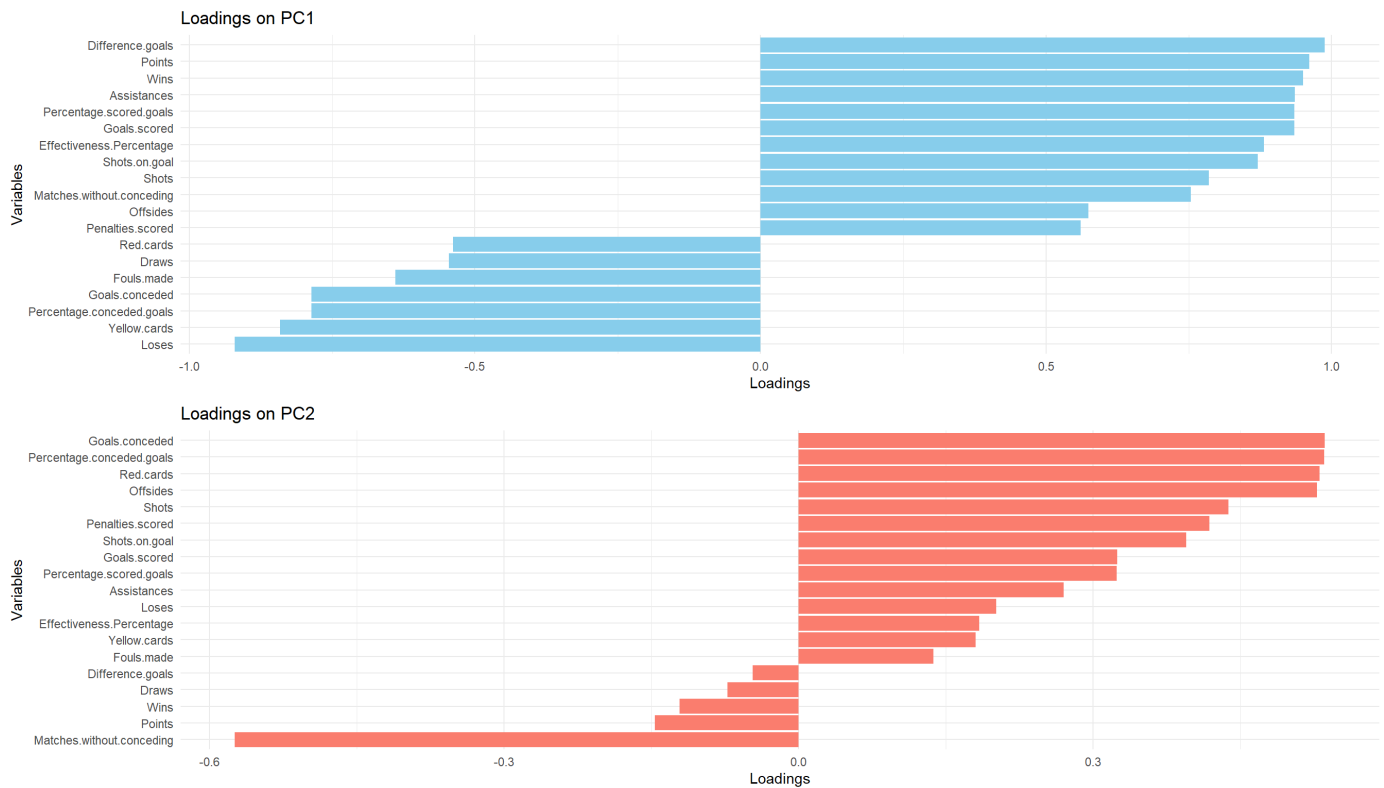 Loadings on PC1
Difference.goals
Points
Wins
Assistances
Percentage.scored.goals
Goals.scored
Effectiveness.Percentage
Shots.on.goal
Shots
Matches.without.conceding
Offsides
Penalties.scored
Red.cards
Draws
Fouls.made
Goals.conceded
Percentage.conceded.goals
Yellow.cards
Loses
Variables
-1.0 -0.5 0.0 0.5 1.0
Loadings
Loadings on PC2
Goals.conceded
Percentage.conceded.goals
Red.cards
Offsides
Shots
Penalties.scored
Shots.on.goal
Goals.scored
Percentage.scored.goals
Assistances
Loses
Effectiveness.Percentage
Yellow.cards
Fouls.made
Difference.goals
Draws
Wins
Points
Matches.without.conceding
Variables
-0.6 -0.3 0.0 0.3
Loadings